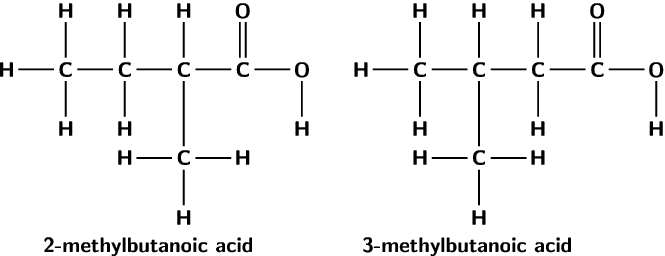 H H H O H H H O
H C C C C O H C C C C O
H H H H H H
H C H H C H
H H
2-methylbutanoic acid 3-methylbutanoic acid